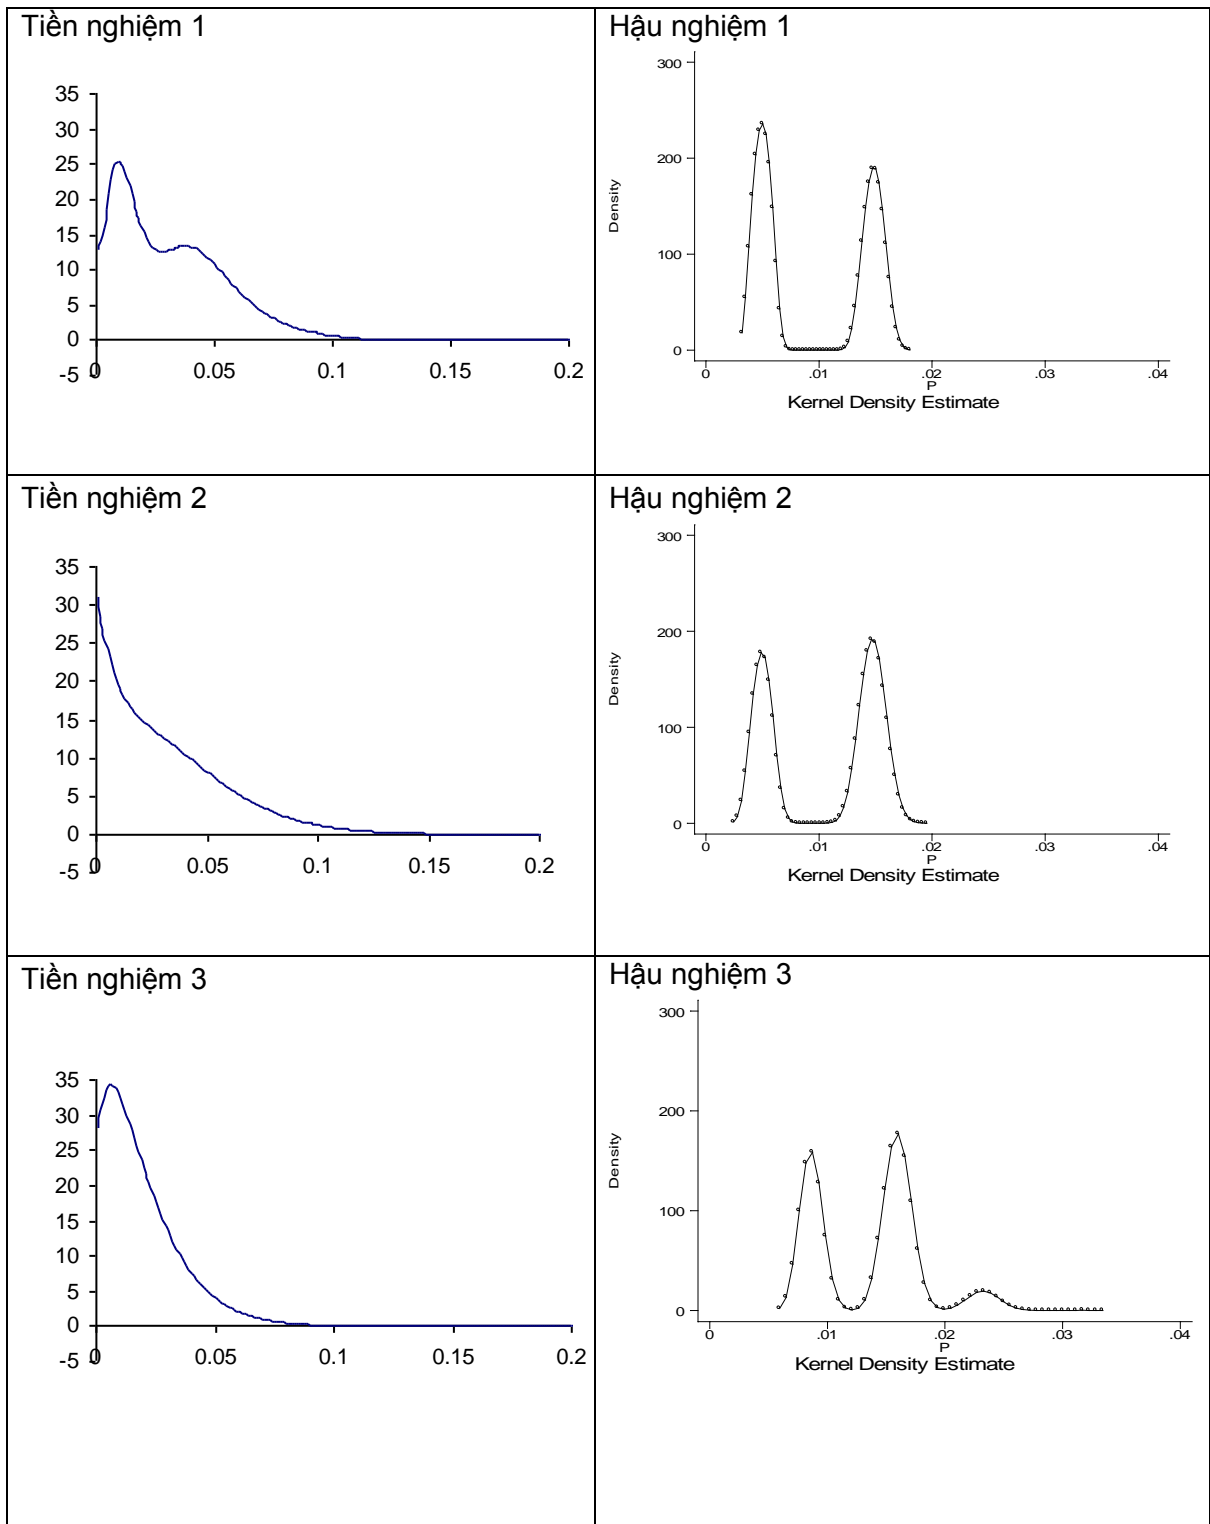 Tiền nghiệm 1
35
30
25
20
15
10
5
0
-5
0 0.05 0.1 0.15 0.2
Hậu nghiệm 1
Density
300
200
100
0
0 .01 .02 .03 .04
P
Kernel Density Estimate
Tiền nghiệm 2
35
30
25
20
15
10
5
0
-5
0 0.05 0.1 0.15 0.2
Hậu nghiệm 2
Density
300
200
100
0
0 .01 .02 .03 .04
P
Kernel Density Estimate
Tiền nghiệm 3
35
30
25
20
15
10
5
0
-5
0 0.05 0.1 0.15 0.2
Hậu nghiệm 3
Density
300
200
100
0
0 .01 .02 .03 .04
P
Kernel Density Estimate